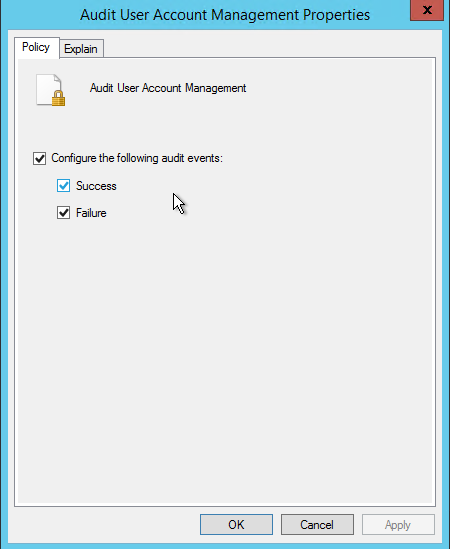 Audit User Account Management Properties
x
Policy
Explain
Audit User Account Management
Configure the following audit events:
Success
Failure
OK
Cancel
Apply